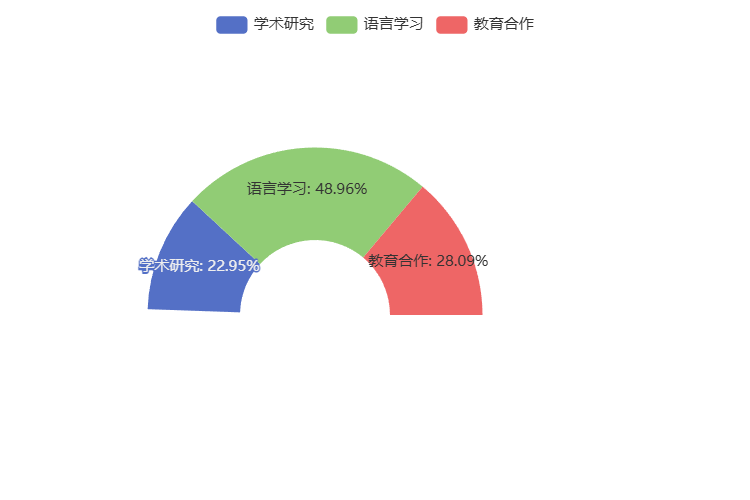 学术研究
语言学习
教育合作
语言学习: 48.96%
教育合作: 28.09%
学术研究: 22.95%